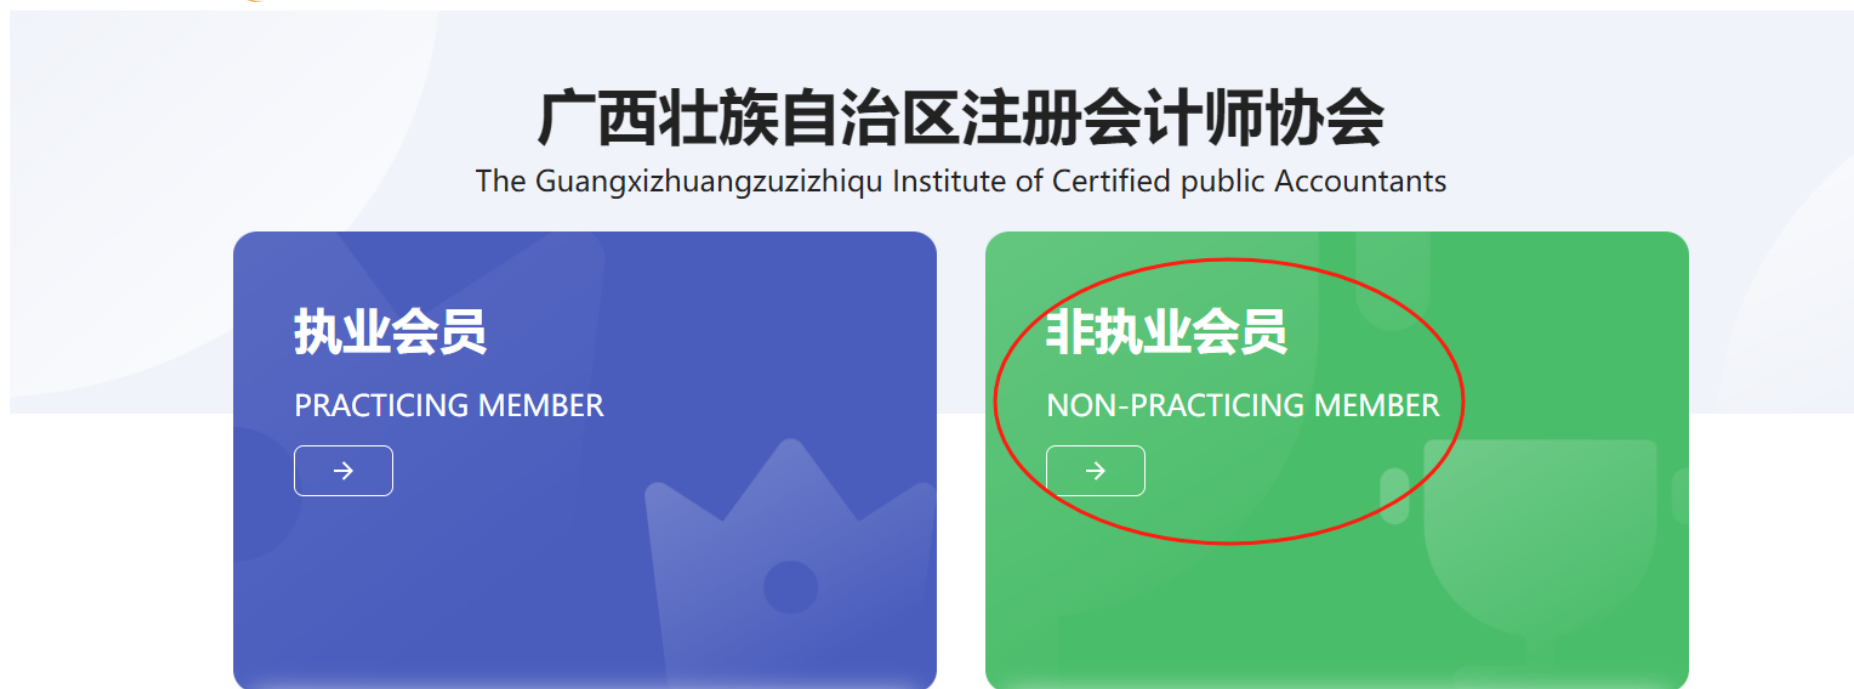 广西壮族自治区注册会计师协会
The Guangxizhuangzuzizhiqu Institute of Certified public Accountants
执业会员
PRACTICING MEMBER
非执业会员
NON-PRACTICING MEMBER